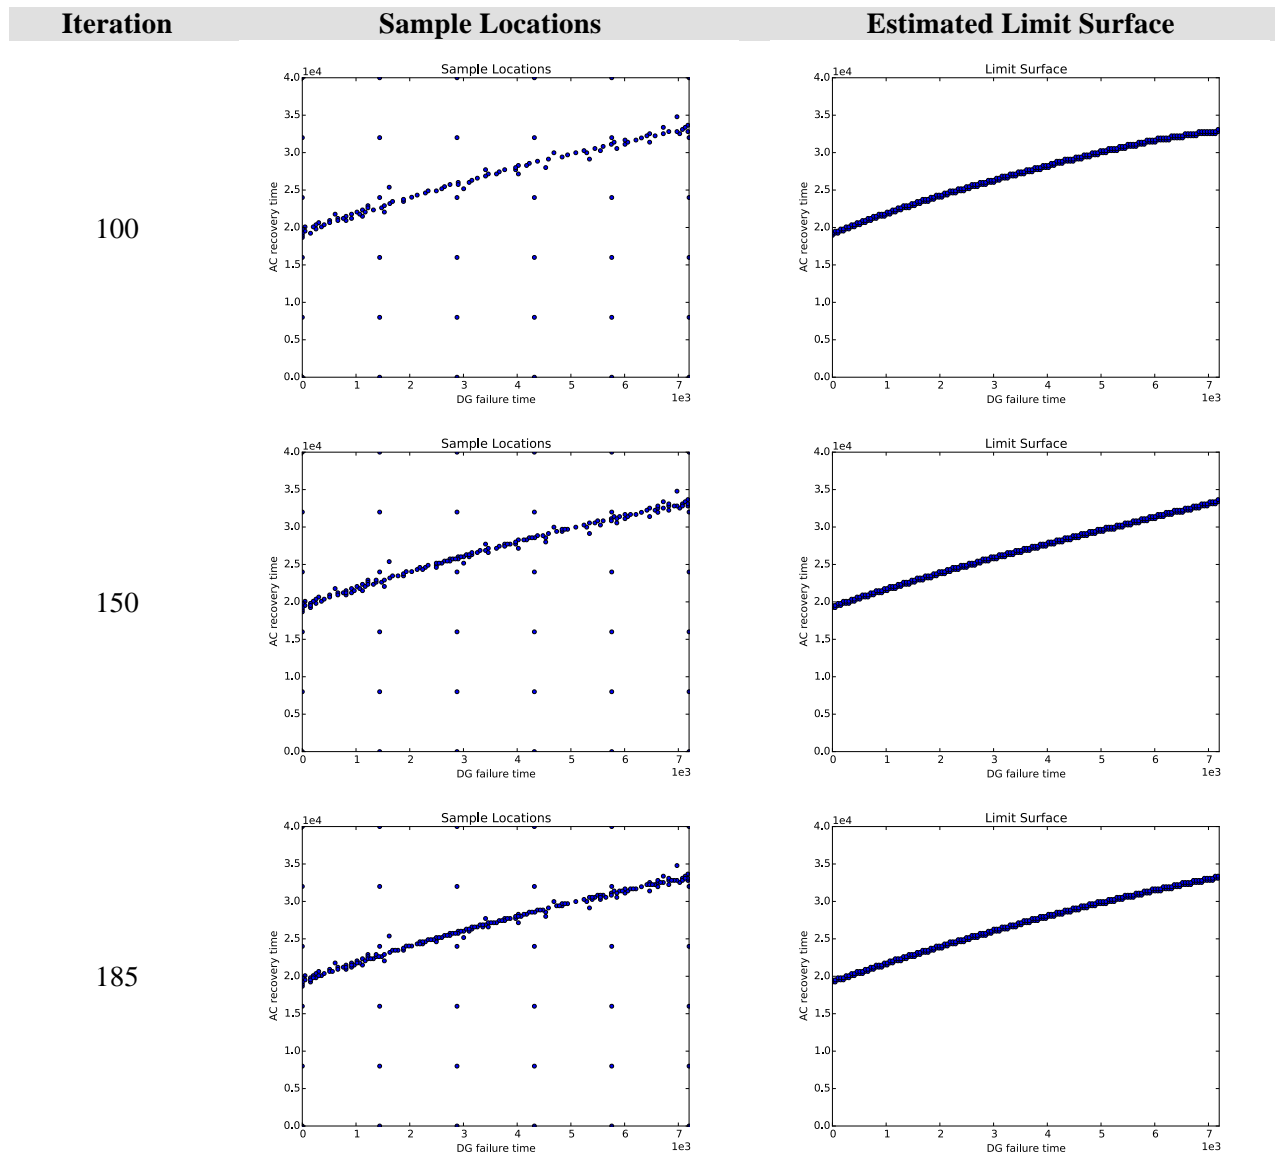 Iteration Sample Locations Estimated Limit Surface
100
Sample Locations
1e4
4.0
3.5
3.0
2.5
2.0
1.5
1.0
0.5
0.0
AC recovery time
0 1 2 3 4 5 6 7
1e3
DG failure time
Limit Surface
1e4
4.0
3.5
3.0
2.5
2.0
1.5
1.0
0.5
0.0
AC recovery time
0 1 2 3 4 5 6 7
1e3
DG failure time
150
Sample Locations
1e4
4.0
3.5
3.0
2.5
2.0
1.5
1.0
0.5
0.0
AC recovery time
0 1 2 3 4 5 6 7
1e3
DG failure time
Limit Surface
1e4
4.0
3.5
3.0
2.5
2.0
1.5
1.0
0.5
0.0
AC recovery time
0 1 2 3 4 5 6 7
1e3
DG failure time
185
Sample Locations
1e4
4.0
3.5
3.0
2.5
2.0
1.5
1.0
0.5
0.0
AC recovery time
0 1 2 3 4 5 6 7
1e3
DG failure time
Limit Surface
1e4
4.0
3.5
3.0
2.5
2.0
1.5
1.0
0.5
0.0
AC recovery time
0 1 2 3 4 5 6 7
1e3
DG failure time